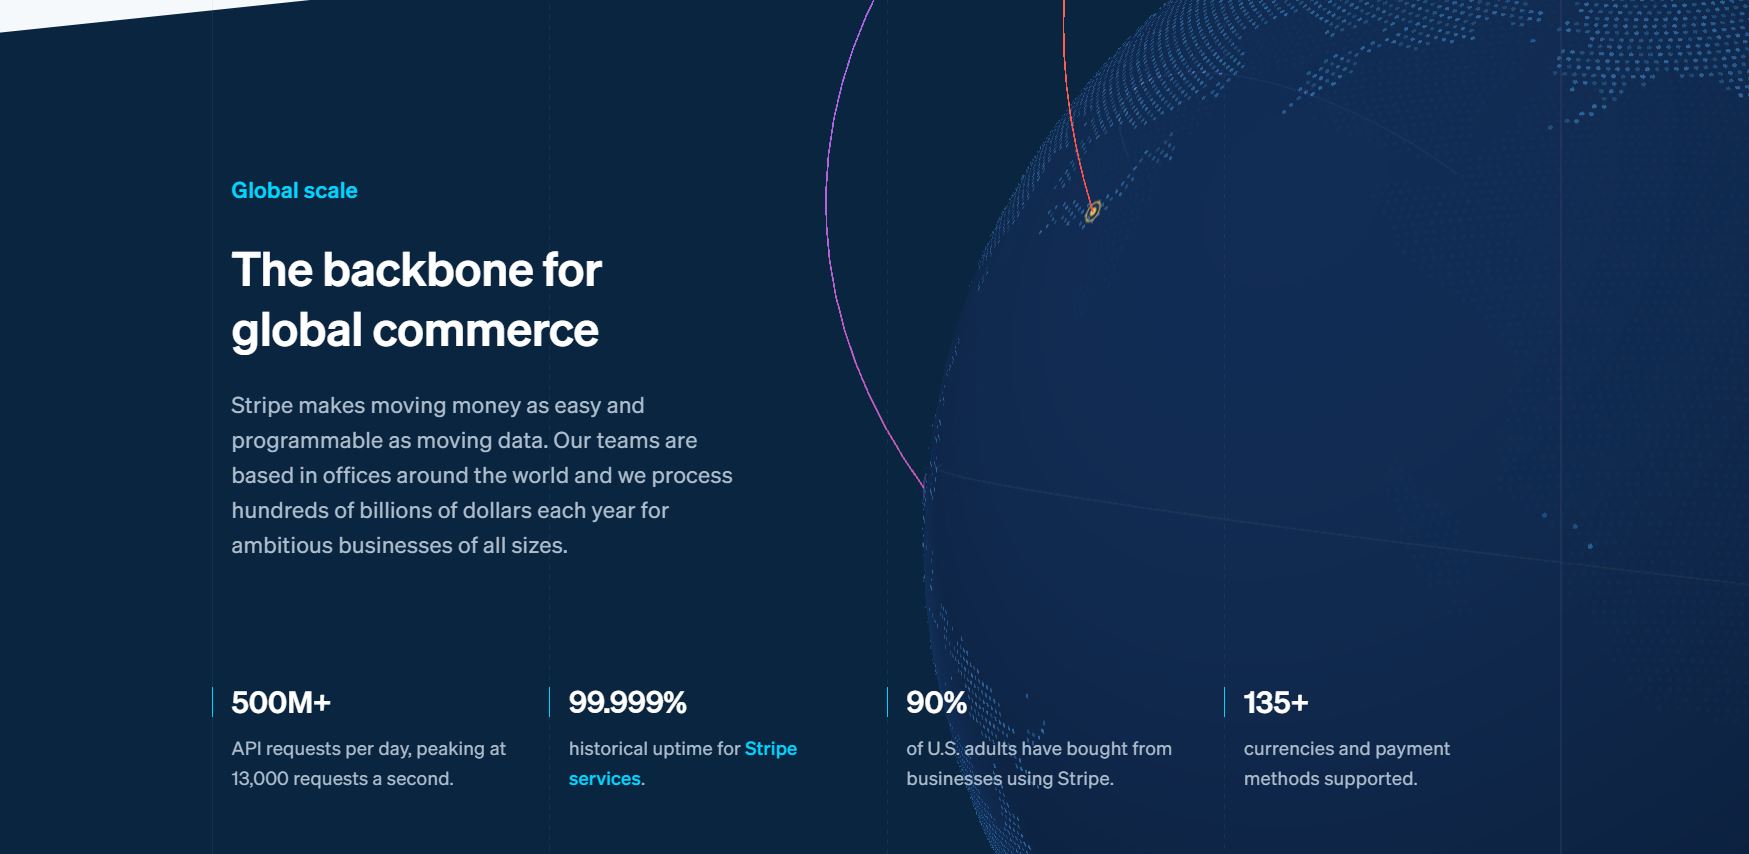 Global scale
The backbone for
global commerce
Stripe makes moving money as easy and
programmable as moving data. Our teams are
based in offices around the world and we process
hundreds of billions of dollars each year for
ambitious businesses of all sizes.
500M+
API requests per day, peaking at
13,000 requests a second.
99.999%
historical uptime for Stripe
services.
90%
of U.S. adults have bought from
businesses using Stripe.
135+
currencies and payment
methods supported.